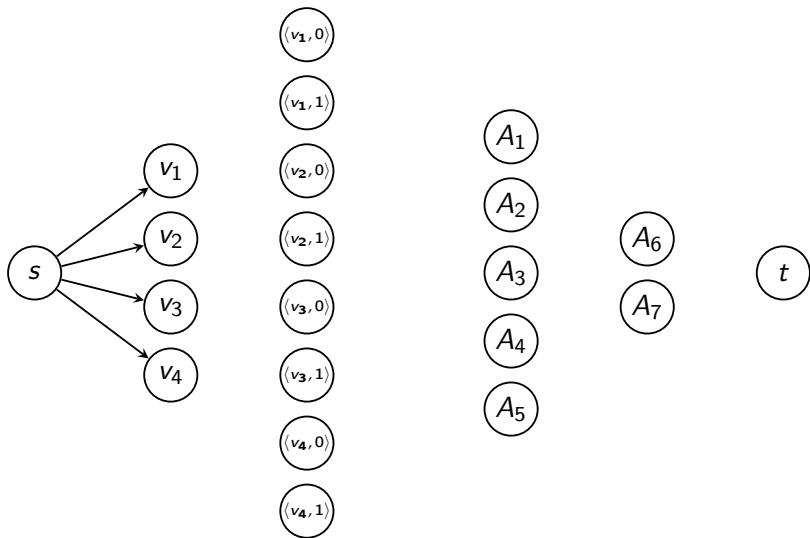 s
v₁
v₂
v₃
v₄
⟨v₁, 0⟩
⟨v₁, 1⟩
⟨v₂, 0⟩
⟨v₂, 1⟩
⟨v₃, 0⟩
⟨v₃, 1⟩
⟨v₄, 0⟩
⟨v₄, 1⟩
A₁
A₂
A₃
A₄
A₅
A₆
A₇
t